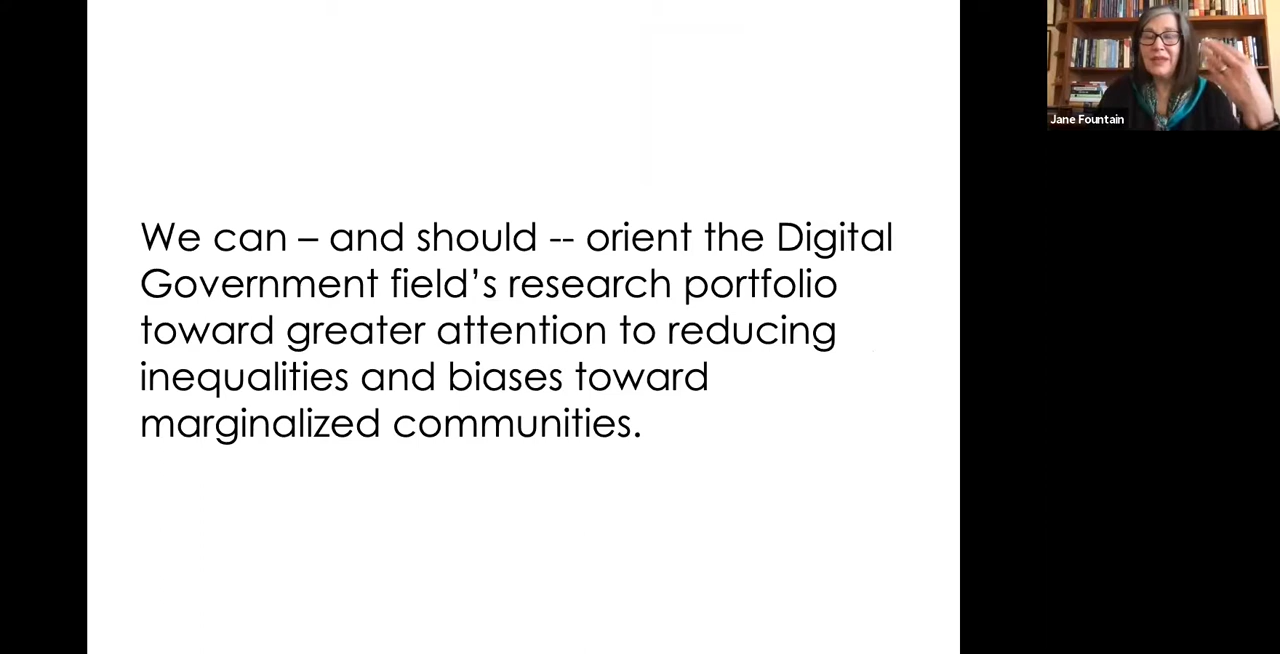 We can – and should -- orient the Digital
Government field’s research portfolio
toward greater attention to reducing
inequalities and biases toward
marginalized communities.
Jane Fountain